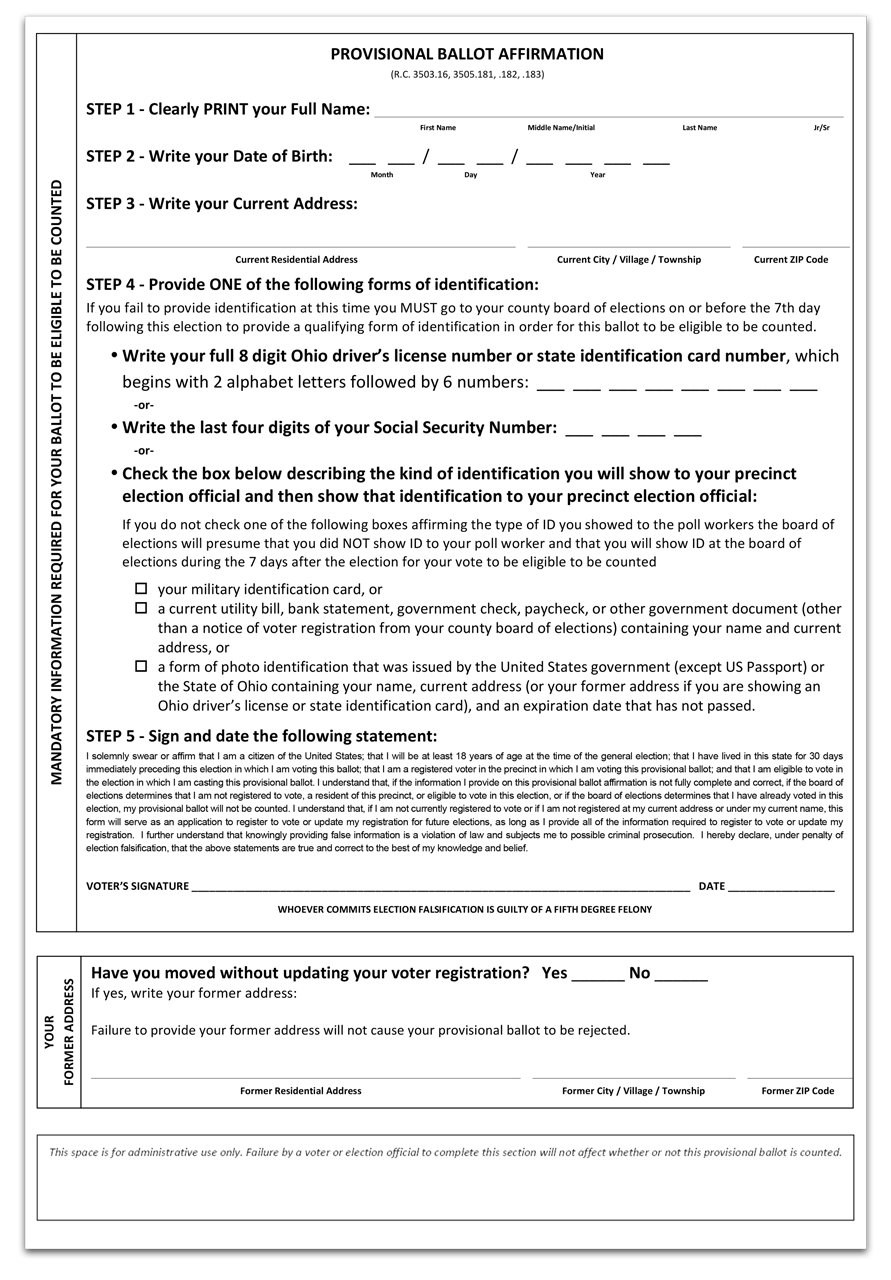 PROVISIONAL BALLOT AFFIRMATION
(R.C. 3503.16, 3505.181, .182, .183)
MANDATORY INFORMATION REQUIRED FOR YOUR BALLOT TO BE ELIGIBLE TO BE COUNTED
STEP 1 - Clearly PRINT your Full Name: ____
First Name Middle Name/Initial Last Name Jr/Sr
STEP 2 - Write your Date of Birth: ___ ___ / ___ ___ / ___ ___ ___ ___
Month Day Year
STEP 3 - Write your Current Address:
Current Residential Address Current City / Village / Township Current ZIP Code
STEP 4 - Provide ONE of the following forms of identification:
If you fail to provide identification at this time you MUST go to your county board of elections on or before the 7th day
following this election to provide a qualifying form of identification in order for this ballot to be eligible to be counted.
• Write your full 8 digit Ohio driver’s license number or state identification card number, which
begins with 2 alphabet letters followed by 6 numbers: ___ ___ ___ ___ ___ ___ ___ ___
-or-
• Write the last four digits of your Social Security Number: ___ ___ ___ ___
-or-
• Check the box below describing the kind of identification you will show to your precinct
election official and then show that identification to your precinct election official:
If you do not check one of the following boxes affirming the type of ID you showed to the poll workers the board of
elections will presume that you did NOT show ID to your poll worker and that you will show ID at the board of
elections during the 7 days after the election for your vote to be eligible to be counted
☐ your military identification card, or
☐ a current utility bill, bank statement, government check, paycheck, or other government document (other
than a notice of voter registration from your county board of elections) containing your name and current
address, or
☐ a form of photo identification that was issued by the United States government (except US Passport) or
the State of Ohio containing your name, current address (or your former address if you are showing an
Ohio driver’s license or state identification card), and an expiration date that has not passed.
STEP 5 - Sign and date the following statement:
I solemnly swear or affirm that I am a citizen of the United States; that I will be at least 18 years of age at the time of the general election; that I have lived in this state for 30 days
immediately preceding this election in which I am voting this ballot; that I am a registered voter in the precinct in which I am voting this provisional ballot; and that I am eligible to vote in
the election in which I am casting this provisional ballot. I understand that, if the information I provide on this provisional ballot affirmation is not fully complete and correct, if the board of
elections determines that I am not registered to vote, a resident of this precinct, or eligible to vote in this election, or if the board of elections determines that I have already voted in this
election, my provisional ballot will not be counted. I understand that, if I am not currently registered to vote or if I am not registered at my current address or under my current name, this
form will serve as an application to register to vote or update my registration for future elections, as long as I provide all of the information required to register to vote or update my
registration. I further understand that knowingly providing false information is a violation of law and subjects me to possible criminal prosecution. I hereby declare, under penalty of
election falsification, that the above statements are true and correct to the best of my knowledge and belief.
VOTER’S SIGNATURE ____ DATE ____
WHOEVER COMMITS ELECTION FALSIFICATION IS GUILTY OF A FIFTH DEGREE FELONY
YOUR
FORMER ADDRESS
Have you moved without updating your voter registration? Yes ______ No ______
If yes, write your former address:
Failure to provide your former address will not cause your provisional ballot to be rejected.
Former Residential Address Former City / Village / Township Former ZIP Code
This space is for administrative use only. Failure by a voter or election official to complete this section will not affect whether or not this provisional ballot is counted.